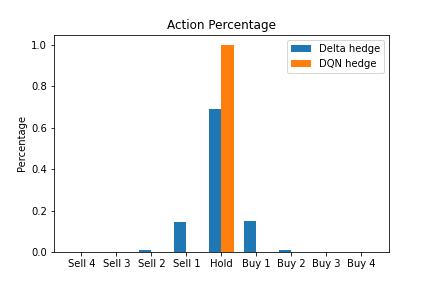 Action Percentage
Delta hedge
DQN hedge
Percentage
1.0
0.8
0.6
0.4
0.2
0.0
Sell 4 Sell 3 Sell 2 Sell 1 Hold Buy 1 Buy 2 Buy 3 Buy 4